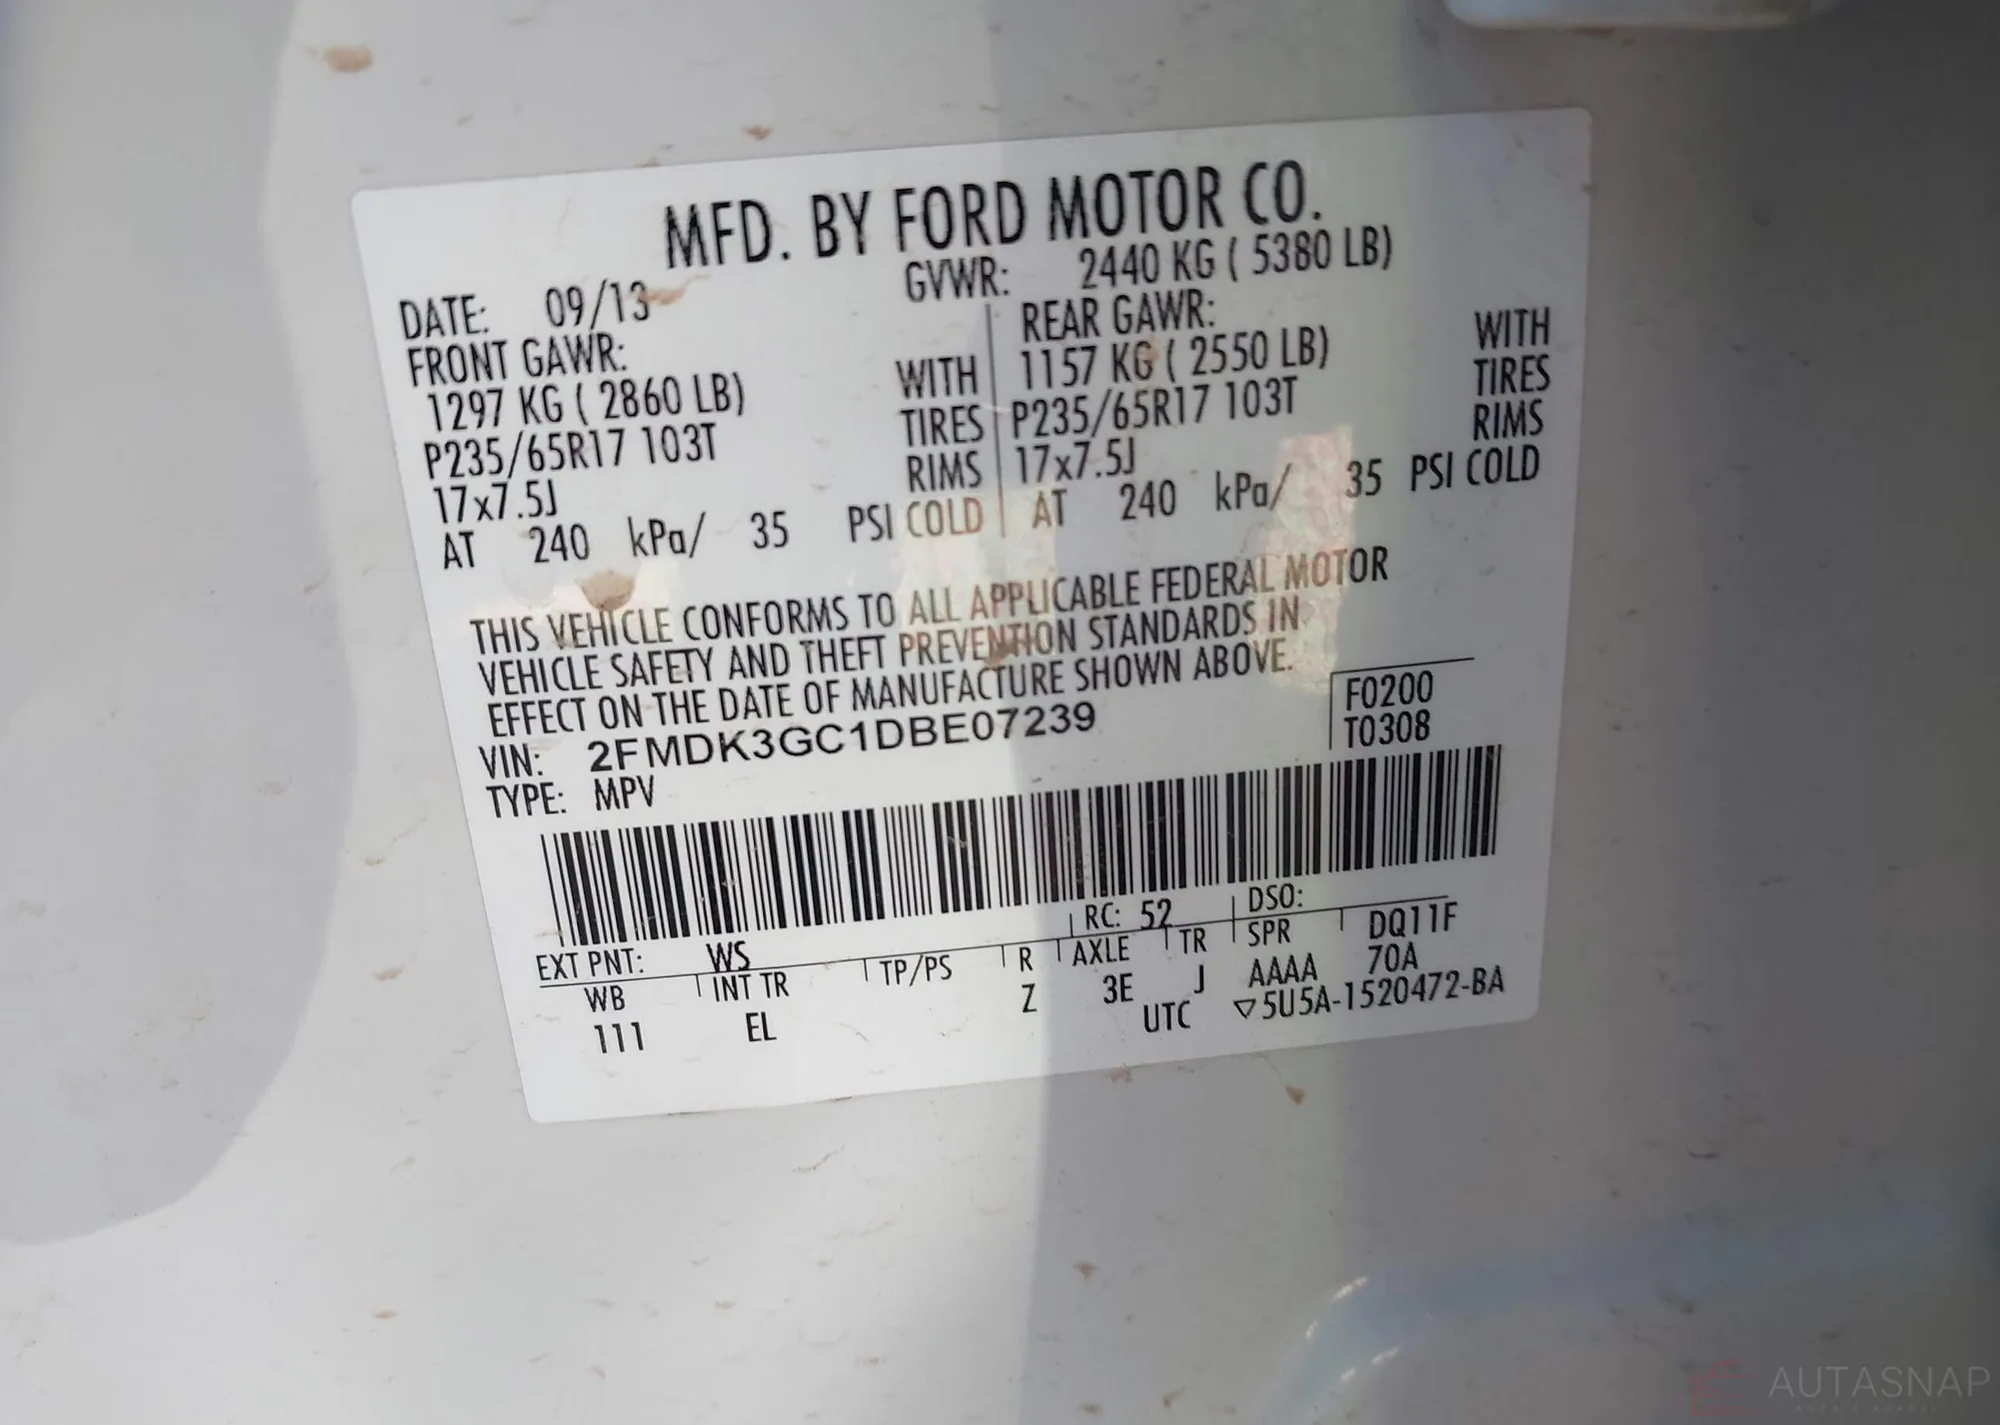 MFD. BY FORD MOTOR CO.
DATE: 09/13 GVWR: 2440 KG ( 5380 LB)
FRONT GAWR: REAR GAWR:
1297 KG ( 2860 LB) WITH 1157 KG ( 2550 LB) WITH
P235/65R17 103T TIRES P235/65R17 103T TIRES
17x7.5J RIMS 17x7.5J RIMS
AT 240 kPa/ 35 PSI COLD AT 240 kPa/ 35 PSI COLD
THIS VEHICLE CONFORMS TO ALL APPLICABLE FEDERAL MOTOR
VEHICLE SAFETY AND THEFT PREVENTION STANDARDS IN
EFFECT ON THE DATE OF MANUFACTURE SHOWN ABOVE.
VIN: 2FMDK3GC1DBE07239 F0200
TYPE: MPV T0308
EXT PNT: WS RC: 52 DSO:
WB INT TR TP/PS R AXLE TR SPR DQ11F
111 EL Z 3E J AAAA 70A
UTC ▽5U5A-1520472-BA
AUTASNAP